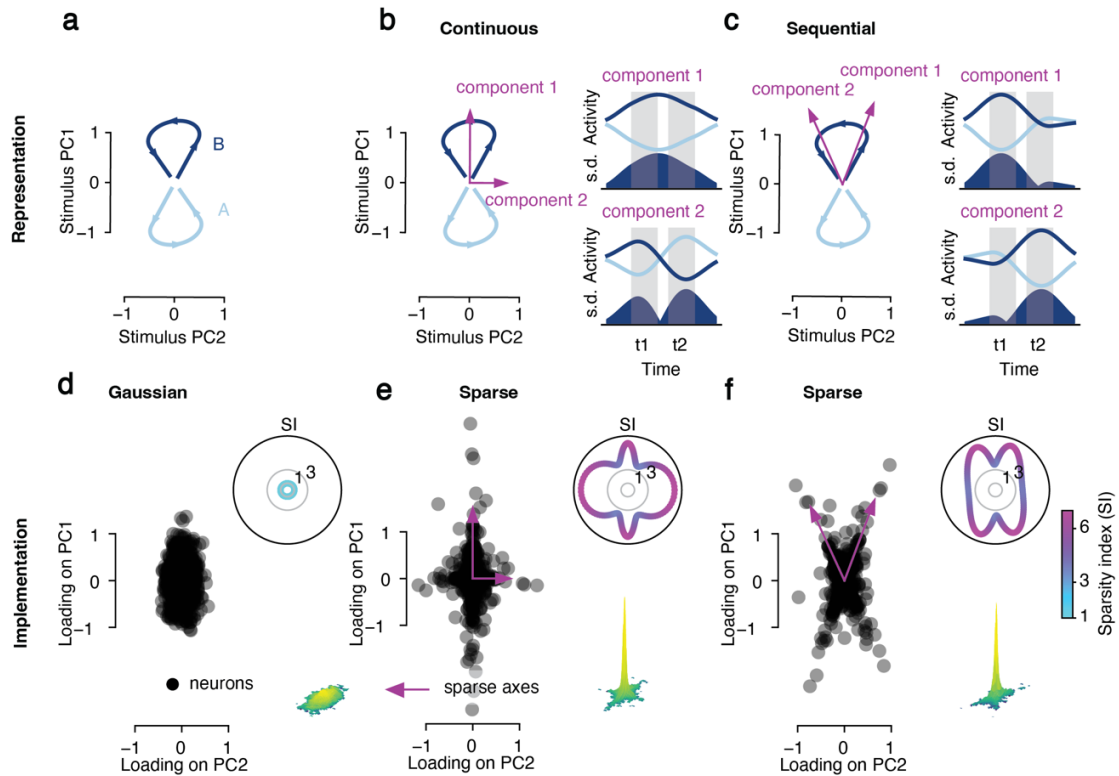 a
b
Continuous
c
Sequential
Representation
Stimulus PC1
1
0
−1
B
A
−1
0
1
Stimulus PC2
Stimulus PC1
1
0
−1
component 1
component 2
−1
0
1
Stimulus PC2
component 1
s.d. Activity
component 2
s.d. Activity
t1
t2
Time
Stimulus PC1
1
0
−1
component 2
component 1
−1
0
1
Stimulus PC2
component 1
s.d. Activity
component 2
s.d. Activity
t1
t2
Time
d
Gaussian
e
Sparse
f
Sparse
Implementation
Loading on PC1
1
0
−1
SI
1
3
neurons
−1
0
1
Loading on PC2
Loading on PC1
1
0
−1
SI
1
3
sparse axes
−1
0
1
Loading on PC2
Loading on PC1
1
0
−1
SI
1
3
−1
0
1
Loading on PC2
6
3
1
Sparsity index (SI)